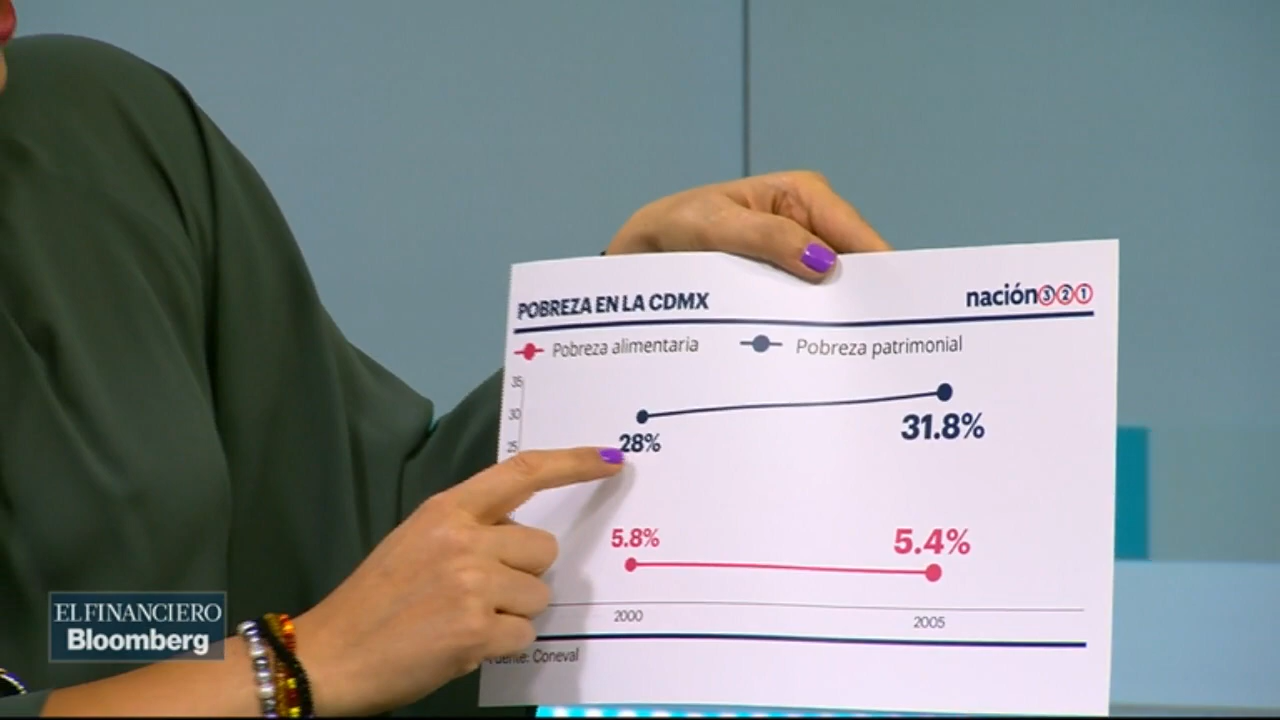 POBREZA EN LA CDMX
nación321
Pobreza alimentaria
Pobreza patrimonial
35
30
25
28%
31.8%
5.8%
5.4%
2000
2005
Fuente: Coneval
EL FINANCIERO
Bloomberg